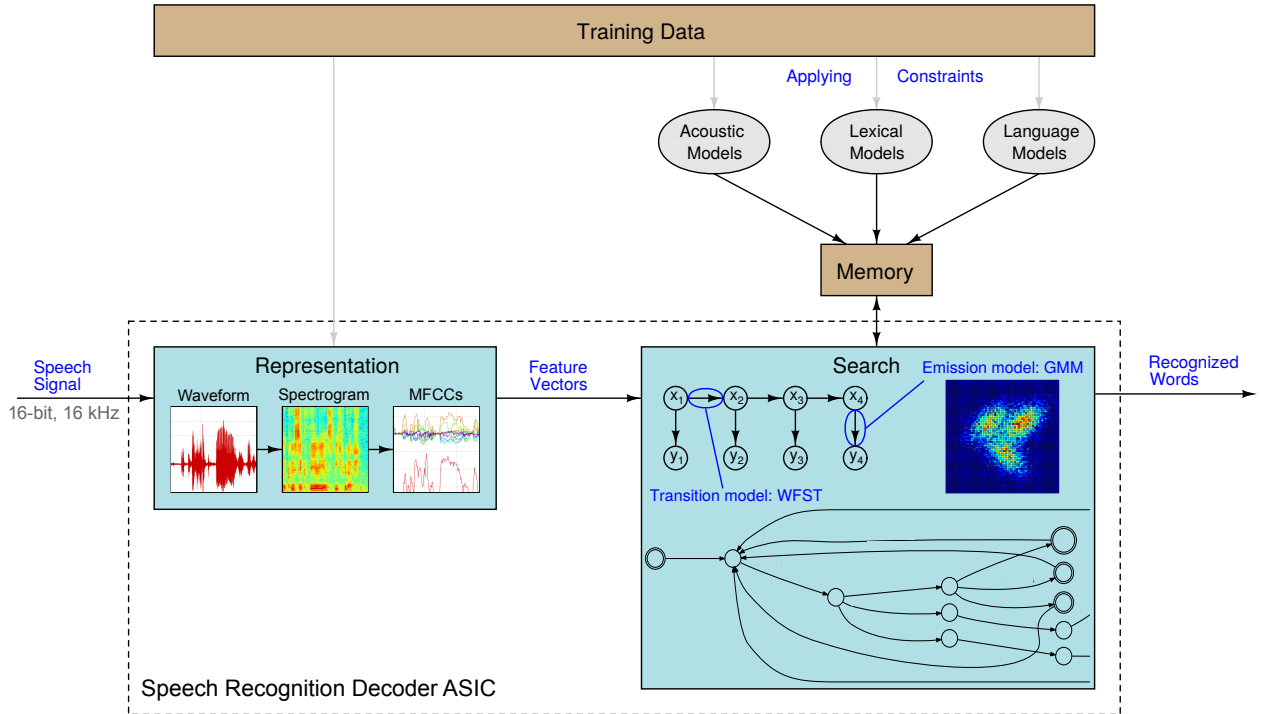 Training Data
Applying Constraints
Acoustic
Models
Lexical
Models
Language
Models
Memory
Speech
Signal
16-bit, 16 kHz
Representation
Waveform
Spectrogram
MFCCs
Feature
Vectors
Search
Emission model: GMM
x₁
x₂
x₃
x₄
y₁
y₂
y₃
y₄
Transition model: WFST
Recognized
Words
Speech Recognition Decoder ASIC